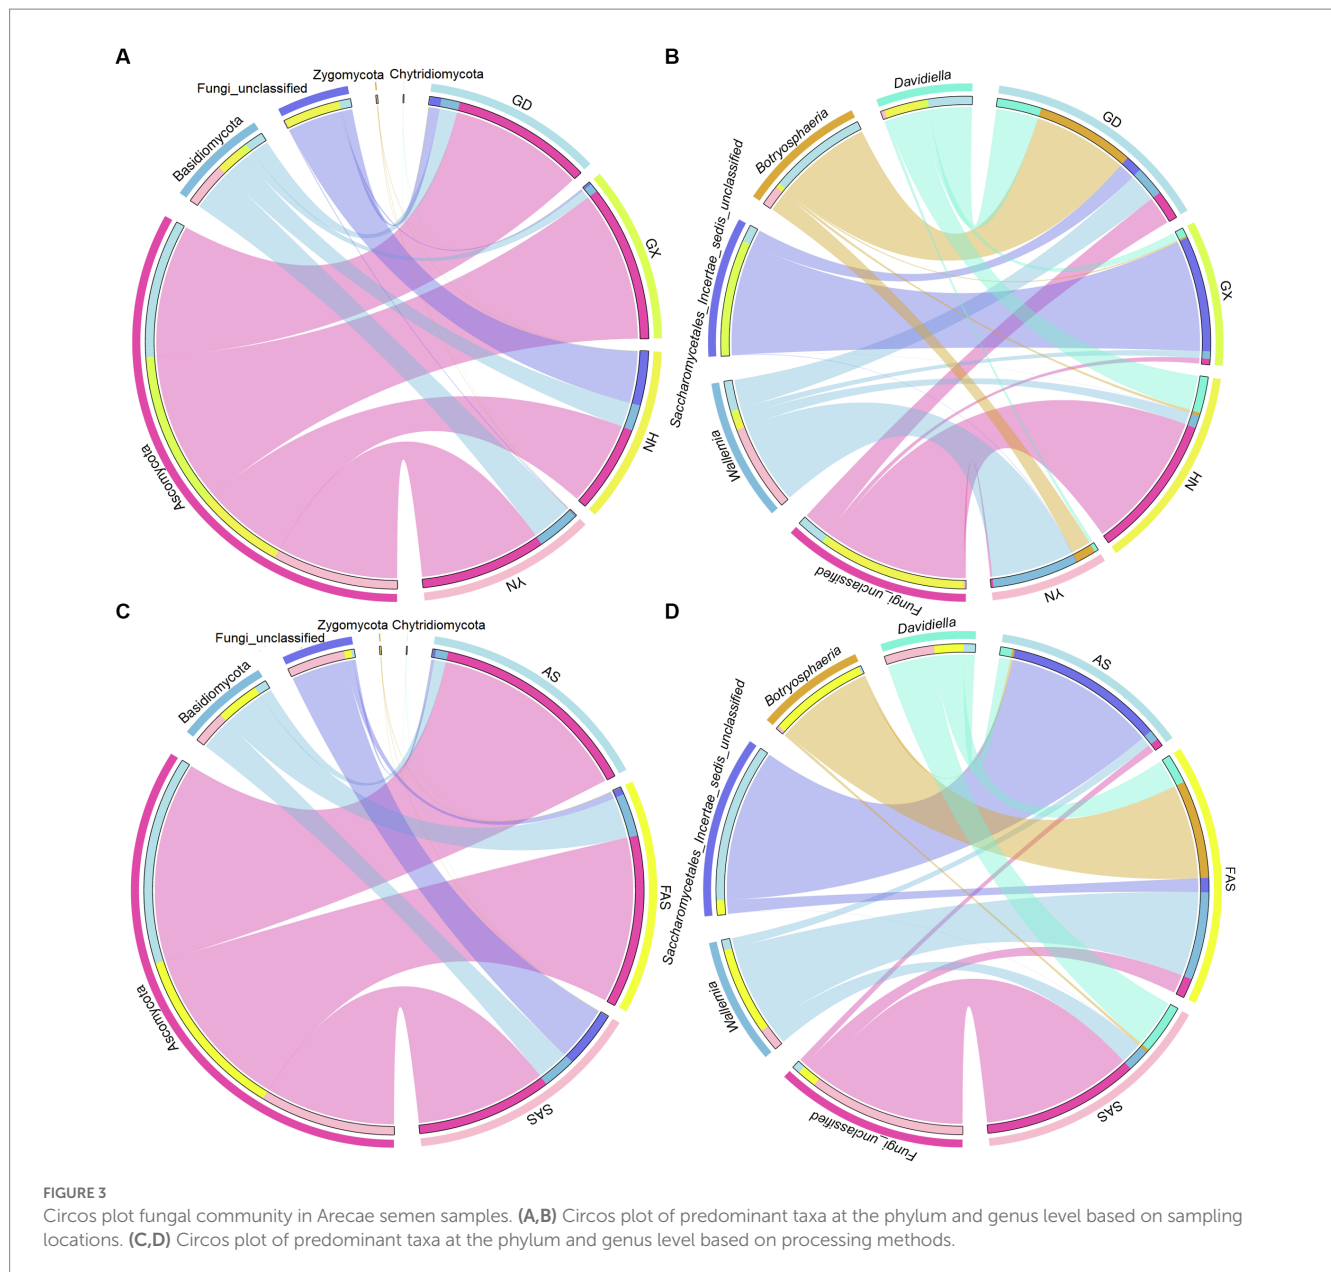 A
Fungi_unclassified
Zygomycota
Chytridiomycota
GD
Basidiomycota
GX
HN
Ascomycota
YN
B
Davidiella
GD
Botryosphaeria
Saccharomycetales_Incertae_sedis_unclassified
GX
Wallemia
HN
Fungi_unclassified
YN
C
Fungi_unclassified
Zygomycota
Chytridiomycota
AS
Basidiomycota
FAS
Ascomycota
SAS
D
Davidiella
AS
Botryosphaeria
Saccharomycetales_Incertae_sedis_unclassified
FAS
Wallemia
Fungi_unclassified
SAS
FIGURE 3
Circos plot fungal community in Arecae semen samples. (A,B) Circos plot of predominant taxa at the phylum and genus level based on sampling
locations. (C,D) Circos plot of predominant taxa at the phylum and genus level based on processing methods.